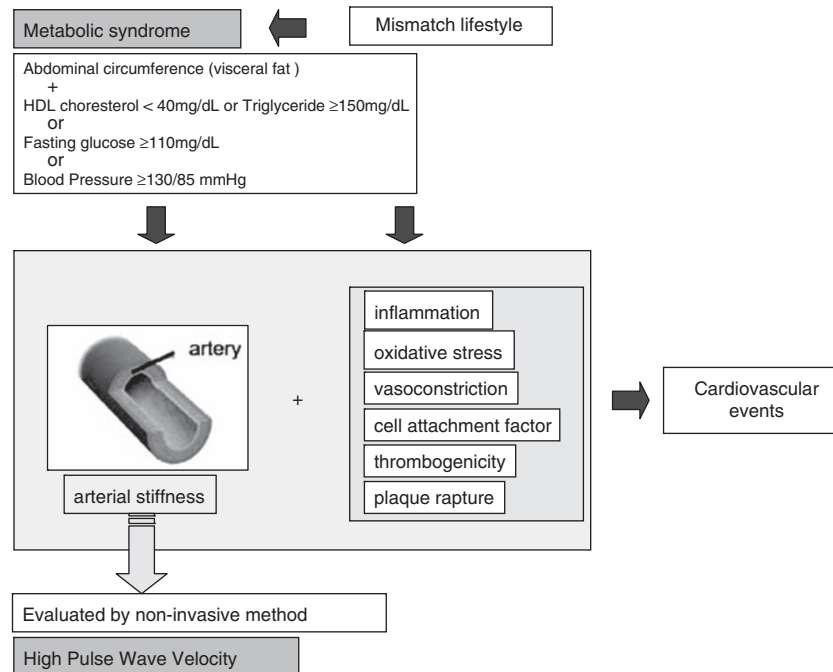 Metabolic syndrome
Mismatch lifestyle
Abdominal circumference (visceral fat )
+
HDL choresterol < 40mg/dL or Triglyceride ≥150mg/dL
or
Fasting glucose ≥110mg/dL
or
Blood Pressure ≥130/85 mmHg
artery
arterial stiffness
+
inflammation
oxidative stress
vasoconstriction
cell attachment factor
thrombogenicity
plaque rapture
Cardiovascular
events
Evaluated by non-invasive method
High Pulse Wave Velocity